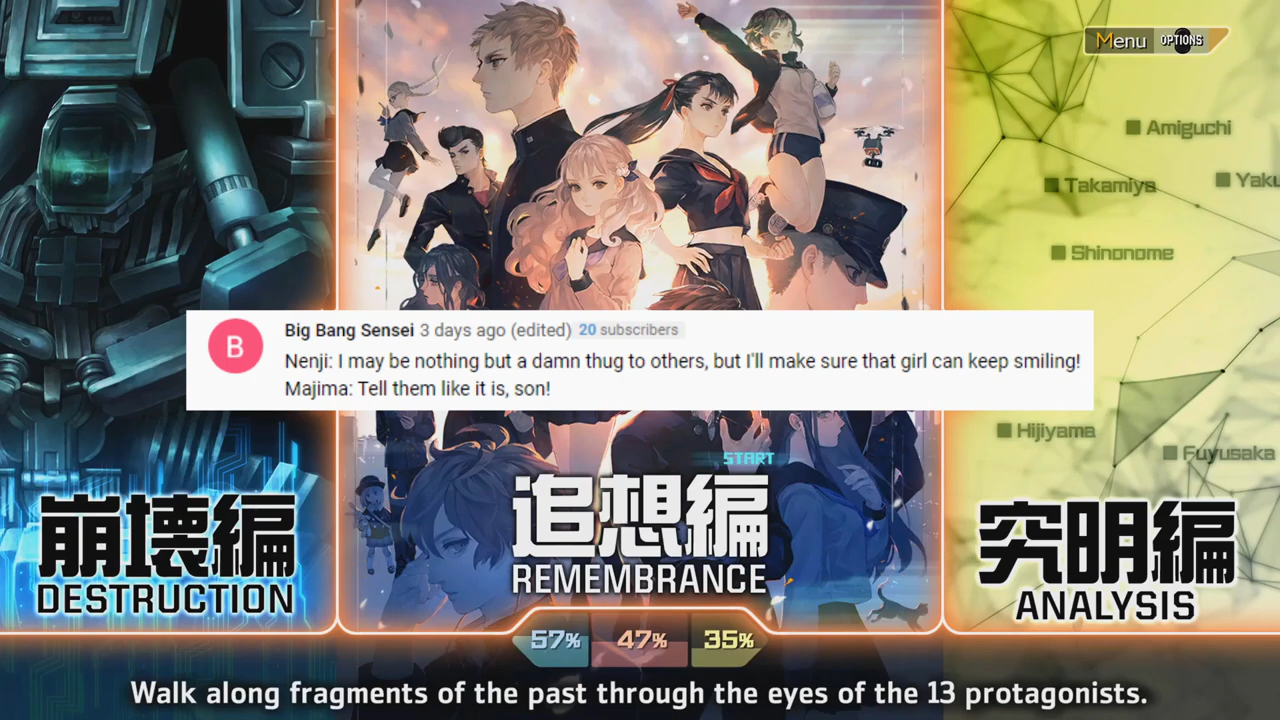 Menu OPTIONS
Amiguchi
Takamiya
Yaku
Shinonome
B
Big Bang Sensei 3 days ago (edited) 20 subscribers
Nenji: I may be nothing but a damn thug to others, but I'll make sure that girl can keep smiling!
Majima: Tell them like it is, son!
Hijiyama
Fuyusaka
START
崩壊編
DESTRUCTION
追想編
REMEMBRANCE
究明編
ANALYSIS
57% 47% 35%
Walk along fragments of the past through the eyes of the 13 protagonists.